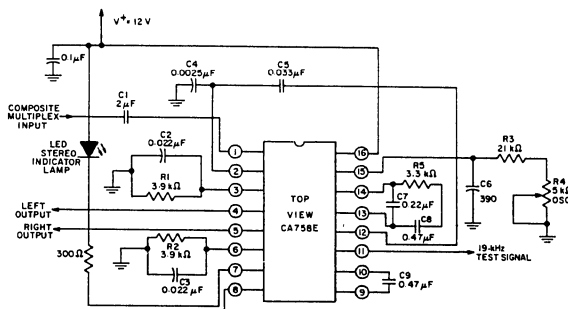 V⁺= 12 V
0.1µF
C4
0.0025µF
C5
0.033µF
C1
2µF
COMPOSITE
MULTIPLEX
INPUT
LED
STEREO
INDICATOR
LAMP
C2
0.022µF
R1
3.9 kΩ
1
2
3
4
5
6
7
8
TOP
VIEW
CA758E
16
15
14
13
12
11
10
9
R3
21 kΩ
R4
5 kΩ
OSC
R5
3.3 kΩ
C7
0.22µF
C8
0.47µF
C6
390
LEFT
OUTPUT
RIGHT
OUTPUT
300Ω
R2
3.9 kΩ
C3
0.022 µF
19-kHz
TEST SIGNAL
C9
0.47µF